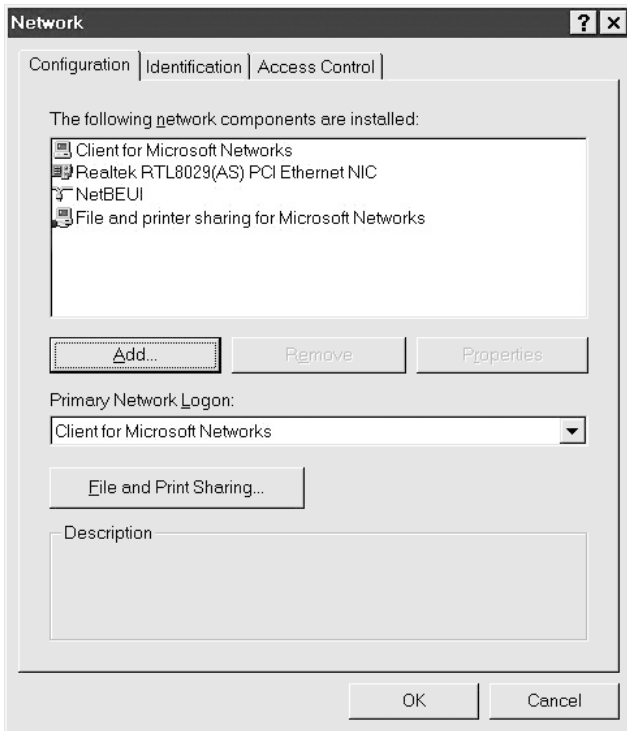 Network
Configuration Identification Access Control
The following network components are installed:
Client for Microsoft Networks
Realtek RTL8029(AS) PCI Ethernet NIC
NetBEUI
File and printer sharing for Microsoft Networks
Add... Remove Properties
Primary Network Logon:
Client for Microsoft Networks
File and Print Sharing...
Description
OK Cancel